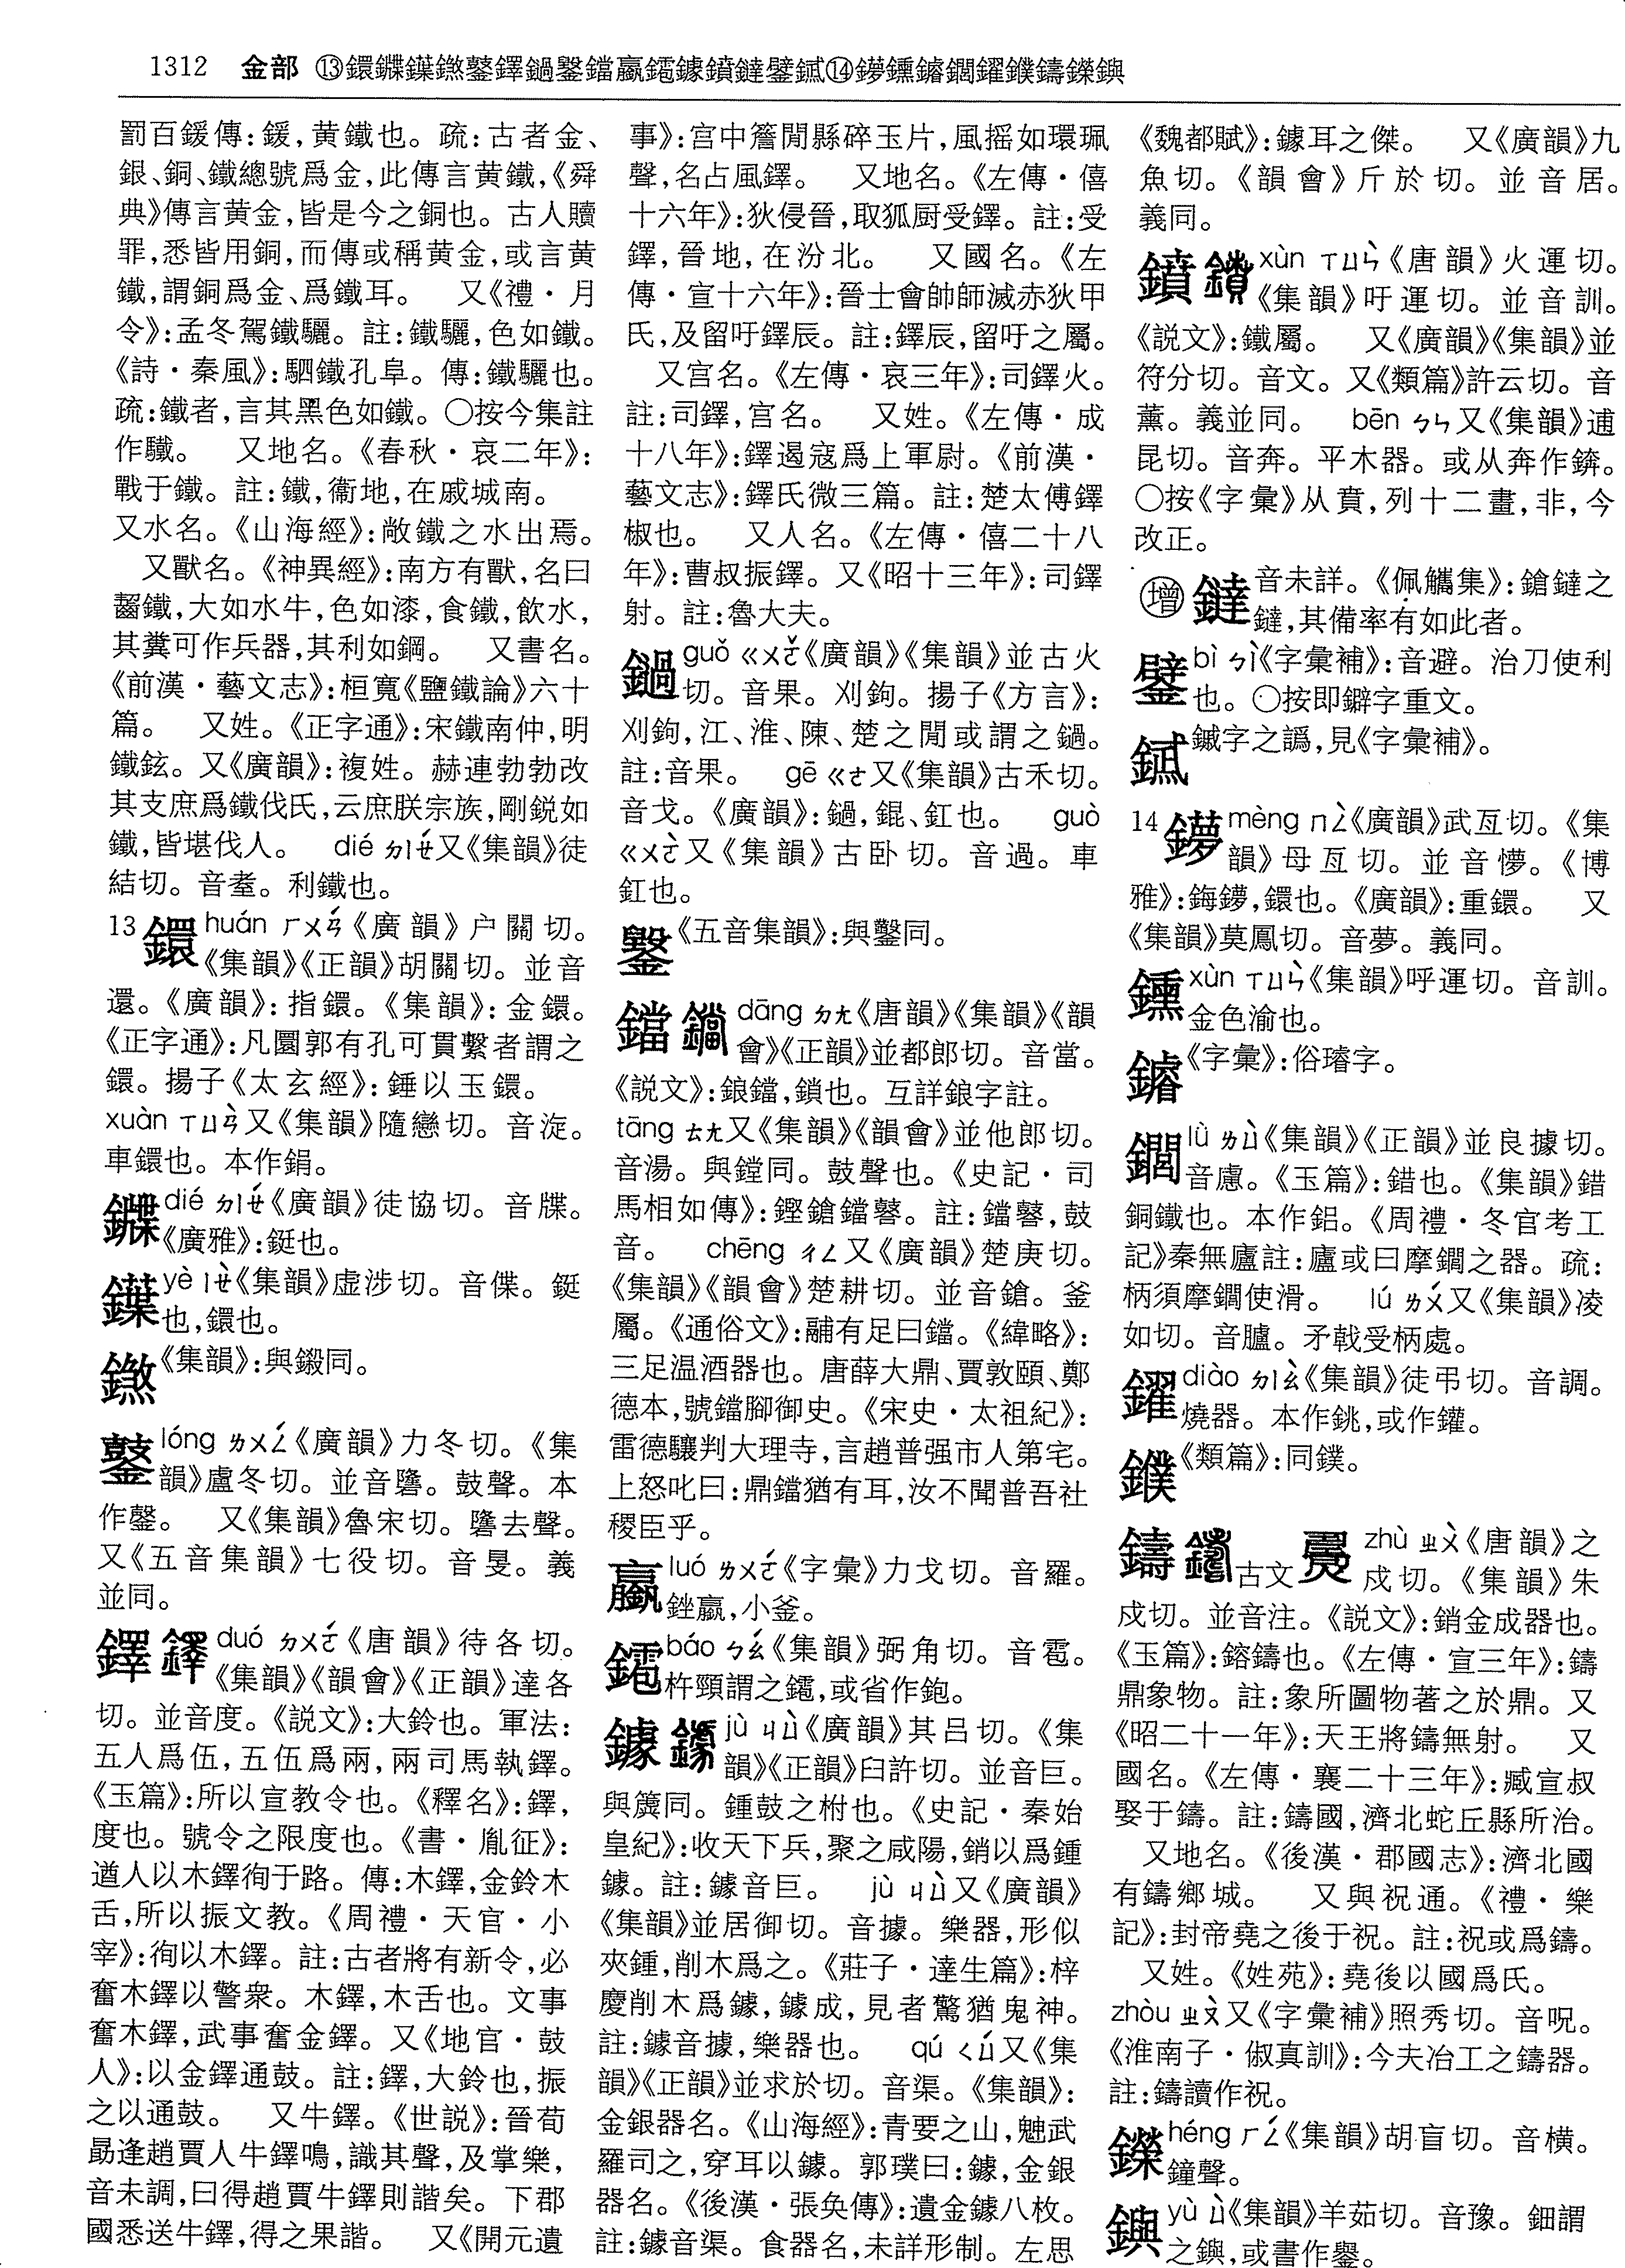 1312 金部 ⑬鐶鐷鏾鼜鐸鍋鑿鐺鸁鑤鐻鐼鐽鐾⑭鑖鑂鑐鑢鑃鏷鑄鑅鸒
罰百鍰傳：鍰，黄鐵也。疏：古者金、
銀、銅、鐵總號爲金，此傳言黄鐵，《舜
典》傳言黄金，皆是今之銅也。古人贖
罪，悉皆用銅，而傳或稱黄金，或言黄
鐵，謂銅爲金、爲鐵耳。　又《禮·月
令》：孟冬駕鐵驪。註：鐵驪，色如鐵。
《詩·秦風》：駟鐵孔阜。傳：鐵驪也。
疏：鐵者，言其黑色如鐵。〇按今集註
作驖。　又地名。《春秋·哀二年》：
戰于鐵。註：鐵，衞地，在戚城南。
又水名。《山海經》：敞鐵之水出焉。
又獸名。《神異經》：南方有獸，名曰
齧鐵，大如水牛，色如漆，食鐵，飲水，
其糞可作兵器，其利如鋼。　又書名。
《前漢·藝文志》：桓寬《鹽鐵論》六十
篇。　又姓。《正字通》：宋鐵南仲，明
鐵鉉。又《廣韻》：複姓。赫連勃勃改
其支庶爲鐵伐氏，云庶朕宗族，剛鋭如
鐵，皆堪伐人。　dié ㄉㄧㄝˊ又《集韻》徒
結切。音耋。利鐵也。
13 鐶 huán ㄏㄨㄢˊ《廣韻》户關切。
《集韻》《正韻》胡關切。並音
還。《廣韻》：指鐶。《集韻》：金鐶。
《正字通》：凡圜郭有孔可貫繫者謂之
鐶。揚子《太玄經》：錘以玉鐶。
xuàn ㄒㄩㄢˋ又《集韻》隨戀切。音淀。
車鐶也。本作鋗。
dié ㄉㄧㄝˊ《廣韻》徒協切。音牒。
《廣雅》：鋌也。
鐷 yè ㄧㄝˋ《集韻》虛涉切。音偞。鋌
也，鐶也。
《集韻》：與鍛同。
lóng ㄌㄨㄥˊ《廣韻》力冬切。《集
韻》盧冬切。並音䃧。鼓聲。本
作鼟。　又《集韻》魯宋切。䃧去聲。
又《五音集韻》七役切。音㫗。義
並同。
鐸 duó ㄉㄨㄛˊ《唐韻》待各切。
《集韻》《韻會》《正韻》達各
切。並音度。《説文》：大鈴也。軍法：
五人爲伍，五伍爲兩，兩司馬執鐸。
《玉篇》：所以宣教令也。《釋名》：鐸，
度也。號令之限度也。《書·胤征》：
遒人以木鐸徇于路。傳：木鐸，金鈴木
舌，所以振文教。《周禮·天官·小
宰》：徇以木鐸。註：古者將有新令，必
奮木鐸以警衆。木鐸，木舌也。文事
奮木鐸，武事奮金鐸。又《地官·鼓
人》：以金鐸通鼓。註：鐸，大鈴也，振
之以通鼓。　又牛鐸。《世説》：晉荀
勗逢趙賈人牛鐸鳴，識其聲，及掌樂，
音未調，曰得趙賈牛鐸則諧矣。下郡
國悉送牛鐸，得之果諧。　又《開元遺
事》：宫中簷閒縣碎玉片，風摇如環珮
聲，名占風鐸。　又地名。《左傳·僖
十六年》：狄侵晉，取狐厨受鐸。註：受
鐸，晉地，在汾北。　又國名。《左
傳·宣十六年》：晉士會帥師滅赤狄甲
氏，及留吁鐸辰。註：鐸辰，留吁之屬。
又宫名。《左傳·哀三年》：司鐸火。
註：司鐸，宫名。　又姓。《左傳·成
十八年》：鐸遏寇爲上軍尉。《前漢·
藝文志》：鐸氏微三篇。註：楚太傅鐸
椒也。　又人名。《左傳·僖二十八
年》：曹叔振鐸。又《昭十三年》：司鐸
射。註：魯大夫。
鐹 guǒ ㄍㄨㄛˇ《廣韻》《集韻》並古火
切。音果。刈鉤。揚子《方言》：
刈鉤，江、淮、陳、楚之閒或謂之鐹。
註：音果。　gē ㄍㄜ又《集韻》古禾切。
音戈。《廣韻》：鐹，錕、釭也。　guò
ㄍㄨㄛˋ又《集韻》古卧切。音過。車
釭也。
《五音集韻》：與鑿同。
鐺 dāng ㄉㄤ《唐韻》《集韻》《韻
會》《正韻》並都郎切。音當。
《説文》：鋃鐺，鎖也。互詳鋃字註。
tāng ㄊㄤ又《集韻》《韻會》並他郎切。
音湯。與鏜同。鼓聲也。《史記·司
馬相如傳》：鏗鎗鐺鼛。註：鐺鼛，鼓
音。　chēng ㄔㄥ又《廣韻》楚庚切。
《集韻》《韻會》楚耕切。並音鎗。釜
屬。《通俗文》：鬴有足曰鐺。《緯略》：
三足温酒器也。唐薛大鼎、賈敦頤、鄭
德本，號鐺脚御史。《宋史·太祖紀》：
雷德驤判大理寺，言趙普强市人第宅。
上怒叱曰：鼎鐺猶有耳，汝不聞普吾社
稷臣乎。
luó ㄌㄨㄛˊ《字彙》力戈切。音羅。
銼鸁，小釜。
báo ㄅㄠˊ《集韻》弼角切。音雹。
杵頸謂之䨌，或省作鉋。
鐻 jù ㄐㄩˋ《廣韻》其吕切。《集
韻》《正韻》臼許切。並音巨。
與簴同。鍾鼓之柎也。《史記·秦始
皇紀》：收天下兵，聚之咸陽，銷以爲鍾
鐻。註：鐻音巨。　jù ㄐㄩˋ又《廣韻》
《集韻》並居御切。音據。樂器，形似
夾鍾，削木爲之。《莊子·達生篇》：梓
慶削木爲鐻，鐻成，見者驚猶鬼神。
註：鐻音據，樂器也。　qú ㄑㄩˊ又《集
韻》《正韻》並求於切。音渠。《集韻》：
金銀器名。《山海經》：青要之山，䰠武
羅司之，穿耳以鐻。郭璞曰：鐻，金銀
器名。《後漢·張奂傳》：遺金鐻八枚。
註：鐻音渠。食器名，未詳形制。左思
《魏都賦》：鐻耳之傑。　又《廣韻》九
魚切。《韻會》斤於切。並音居。
義同。
鐼 xùn ㄒㄩㄣˋ《唐韻》火運切。
《集韻》吁運切。並音訓。
《説文》：鐵屬。　又《廣韻》《集韻》並
符分切。音文。又《類篇》許云切。音
薰。義並同。　bēn ㄅㄣ又《集韻》逋
昆切。音奔。平木器。或从奔作錛。
〇按《字彙》从賁，列十二畫，非，今
改正。
增 鐽 音未詳。《佩觿集》：鎗鐽之
鐽，其備率有如此者。
鐾 bì ㄅㄧˋ《字彙補》：音避。治刀使利
也。〇按即鐴字重文。
鏚字之譌，見《字彙補》。
14 鑖 mèng ㄇㄥˋ《廣韻》武亙切。《集
韻》母亙切。並音懜。《博
雅》：鋂鑖，鐶也。《廣韻》：重鐶。　又
《集韻》莫鳳切。音夢。義同。
鑂 xùn ㄒㄩㄣˋ《集韻》呼運切。音訓。
金色渝也。
《字彙》：俗璿字。
鑢 lǜ ㄌㄩˋ《集韻》《正韻》並良據切。
音慮。《玉篇》：錯也。《集韻》錯
銅鐵也。本作鋁。《周禮·冬官考工
記》秦無廬註：廬或曰摩鐗之器。疏：
柄須摩鐗使滑。　lú ㄌㄨˊ又《集韻》凌
如切。音臚。矛戟受柄處。
鑃 diào ㄉㄧㄠˋ《集韻》徒弔切。音調。
燒器。本作銚，或作鑵。
《類篇》：同鏷。
鑄 古文 zhù ㄓㄨˋ《唐韻》之
戍切。《集韻》朱
戍切。並音注。《説文》：銷金成器也。
《玉篇》：鎔鑄也。《左傳·宣三年》：鑄
鼎象物。註：象所圖物著之於鼎。又
《昭二十一年》：天王將鑄無射。　又
國名。《左傳·襄二十三年》：臧宣叔
娶于鑄。註：鑄國，濟北蛇丘縣所治。
又地名。《後漢·郡國志》：濟北國
有鑄鄉城。　又與祝通。《禮·樂
記》：封帝堯之後于祝。註：祝或爲鑄。
又姓。《姓苑》：堯後以國爲氏。
zhòu ㄓㄡˋ又《字彙補》照秀切。音呪。
《淮南子·俶真訓》：今夫冶工之鑄器。
註：鑄讀作祝。
鑅 héng ㄏㄥˊ《集韻》胡盲切。音横。
鐘聲。
yù ㄩˋ《集韻》羊茹切。音豫。鈿謂
之䥏，或書作轝。